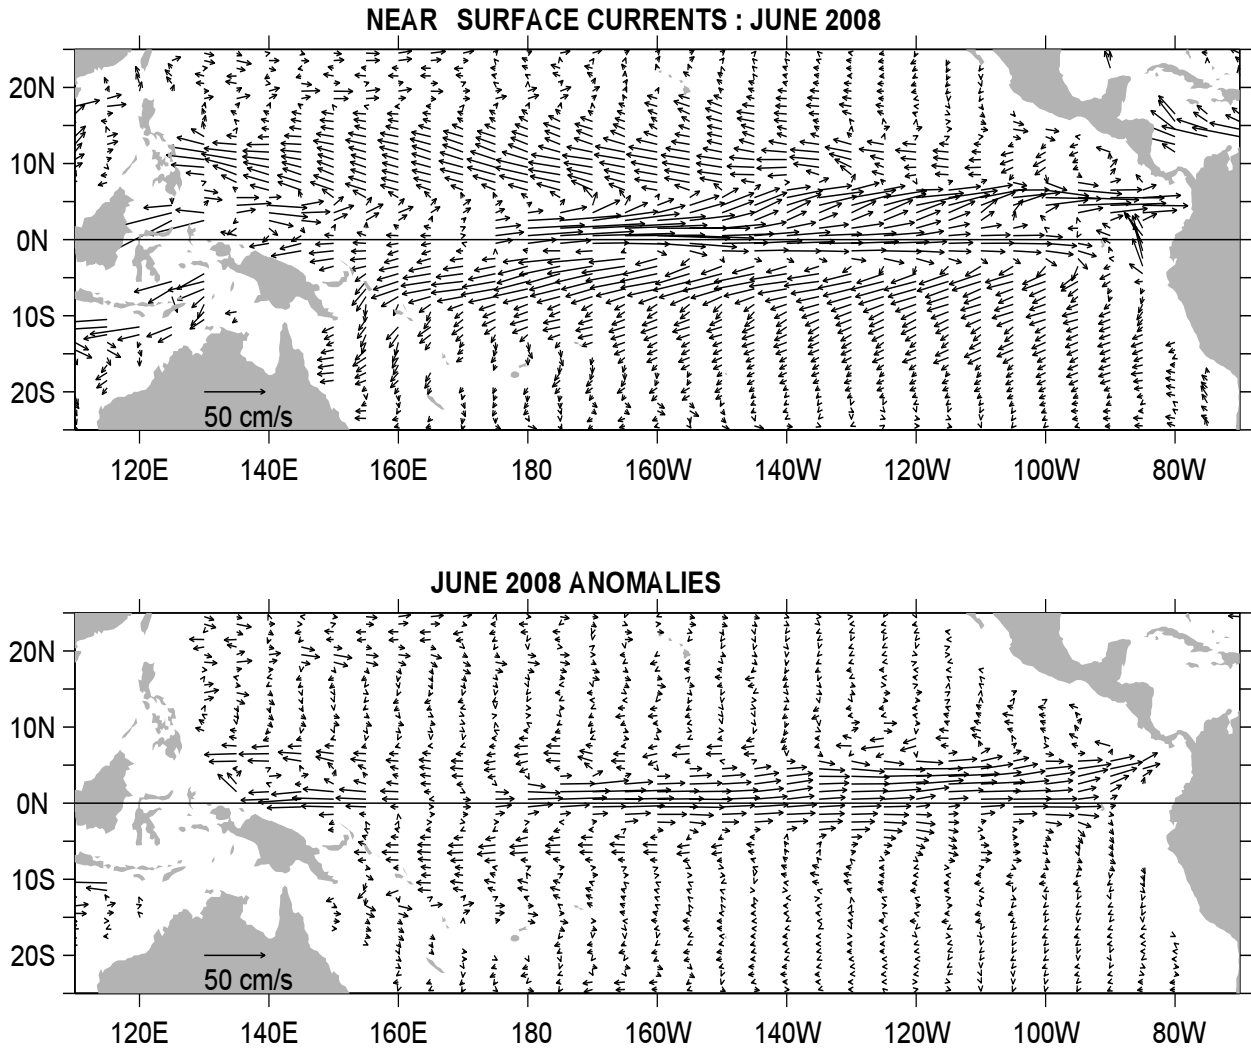 NEAR SURFACE CURRENTS : JUNE 2008
20N
10N
0N
10S
20S
50 cm/s
120E 140E 160E 180 160W 140W 120W 100W 80W
JUNE 2008 ANOMALIES
20N
10N
0N
10S
20S
50 cm/s
120E 140E 160E 180 160W 140W 120W 100W 80W